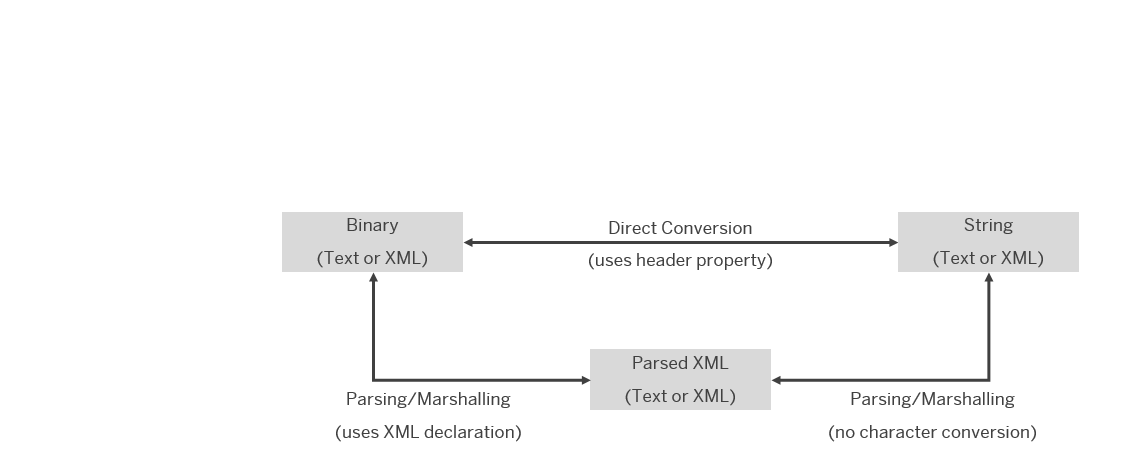 Binary
(Text or XML)
Direct Conversion
(uses header property)
String
(Text or XML)
Parsed XML
(Text or XML)
Parsing/Marshalling
(uses XML declaration)
Parsing/Marshalling
(no character conversion)